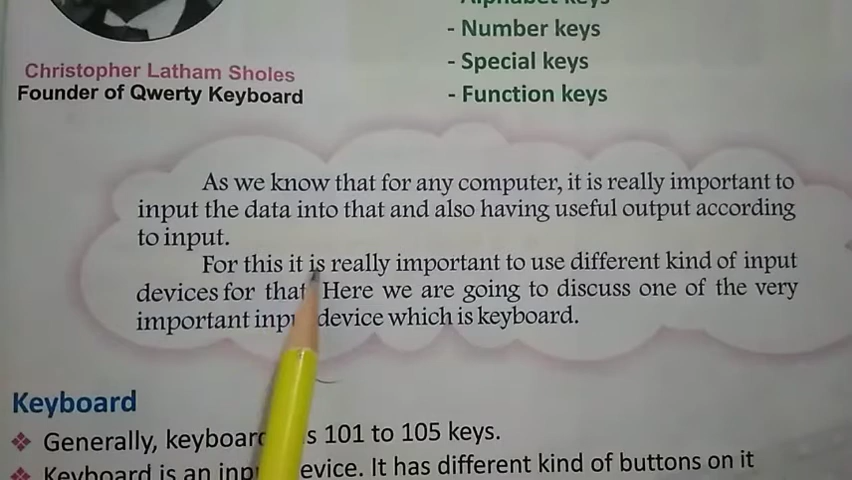 - Number keys
- Special keys
- Function keys
Christopher Latham Sholes
Founder of Qwerty Keyboard
As we know that for any computer, it is really important to
input the data into that and also having useful output according
to input.
For this it is really important to use different kind of input
devices for that Here we are going to discuss one of the very
important device which is keyboard.
Keyboard
❖ Generally, 101 to 105 keys.
❖ Keyboard is an It has different kind of buttons on it